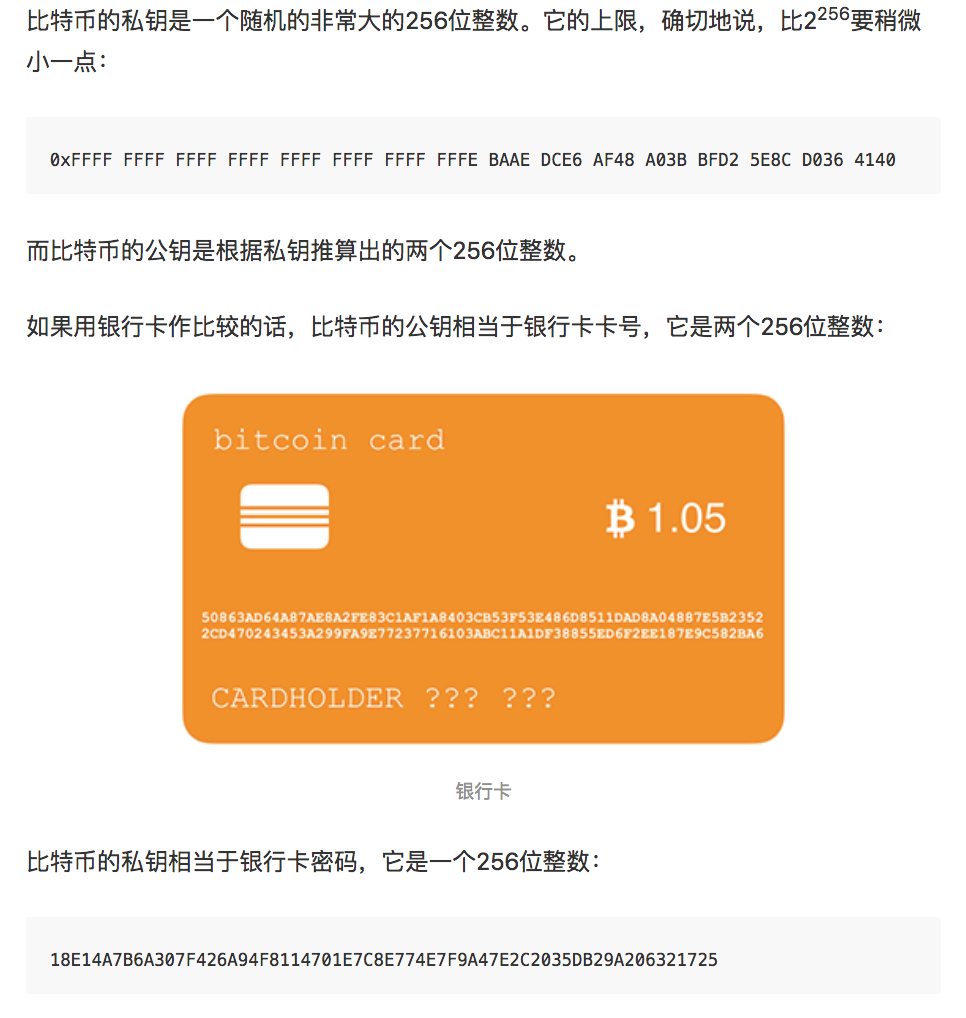 比特币的私钥是一个随机的非常大的256位整数。它的上限，确切地说，比2²⁵⁶要稍微
小一点：
0xFFFF FFFF FFFF FFFF FFFF FFFF FFFF FFFE BAAE DCE6 AF48 A03B BFD2 5E8C D036 4140
而比特币的公钥是根据私钥推算出的两个256位整数。
如果用银行卡作比较的话，比特币的公钥相当于银行卡卡号，它是两个256位整数：
bitcoin card
₿ 1.05
50863AD64A87AE8A2FE83C1AF1A8403CB53F53E486D8511DAD8A04887E5B2352
2CD470243453A299FA9E77237716103ABC11A1DF38855ED6F2EE187E9C582BA6
CARDHOLDER ??? ???
银行卡
比特币的私钥相当于银行卡密码，它是一个256位整数：
18E14A7B6A307F426A94F8114701E7C8E774E7F9A47E2C2035DB29A206321725